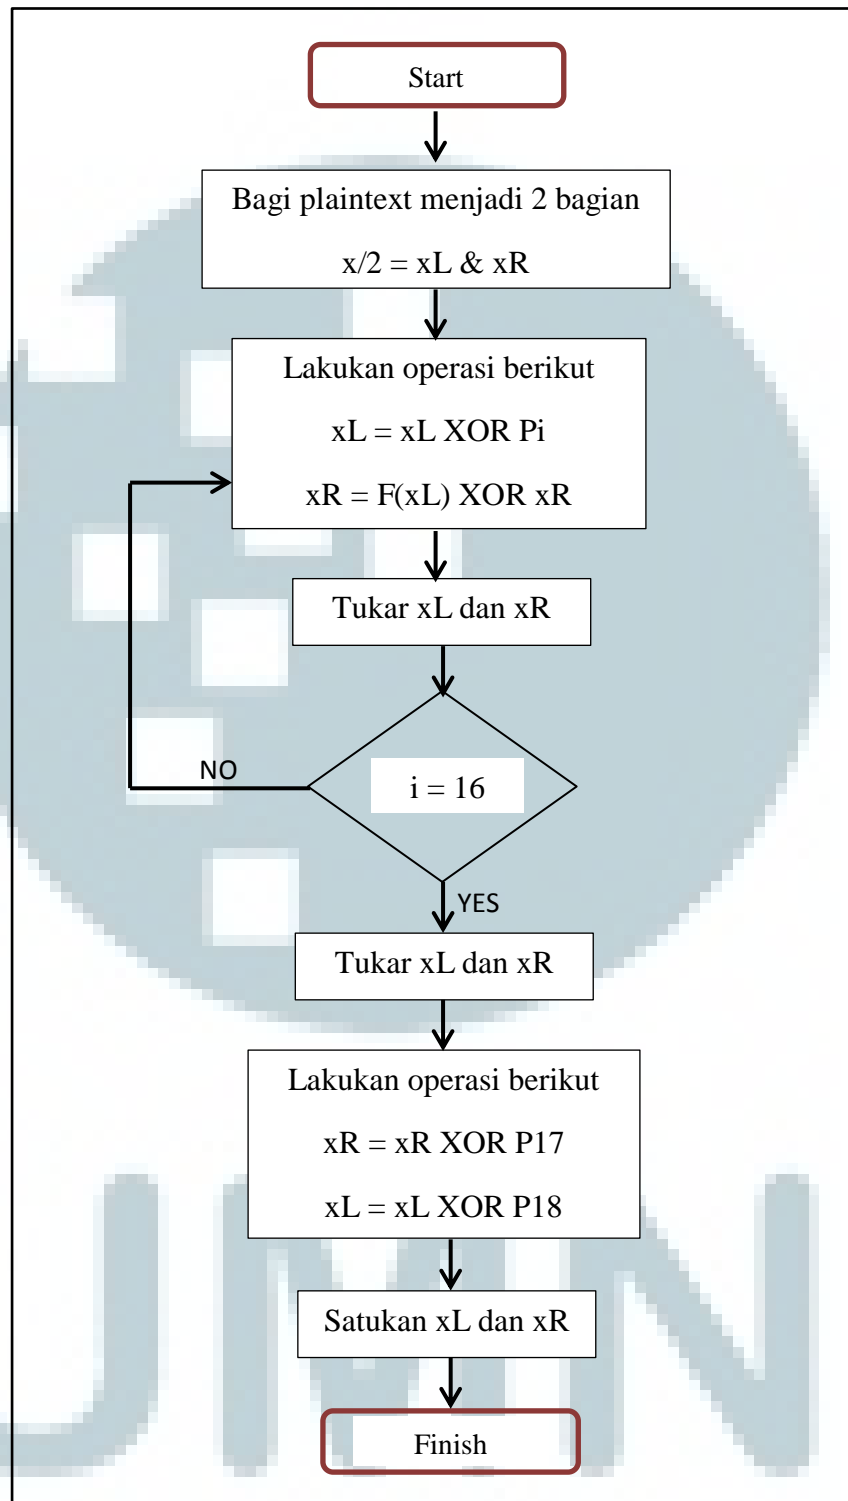 Start
Bagi plaintext menjadi 2 bagian
x/2 = xL & xR
Lakukan operasi berikut
xL = xL XOR Pi
xR = F(xL) XOR xR
Tukar xL dan xR
i = 16
NO
YES
Tukar xL dan xR
Lakukan operasi berikut
xR = xR XOR P17
xL = xL XOR P18
Satukan xL dan xR
Finish
UMN